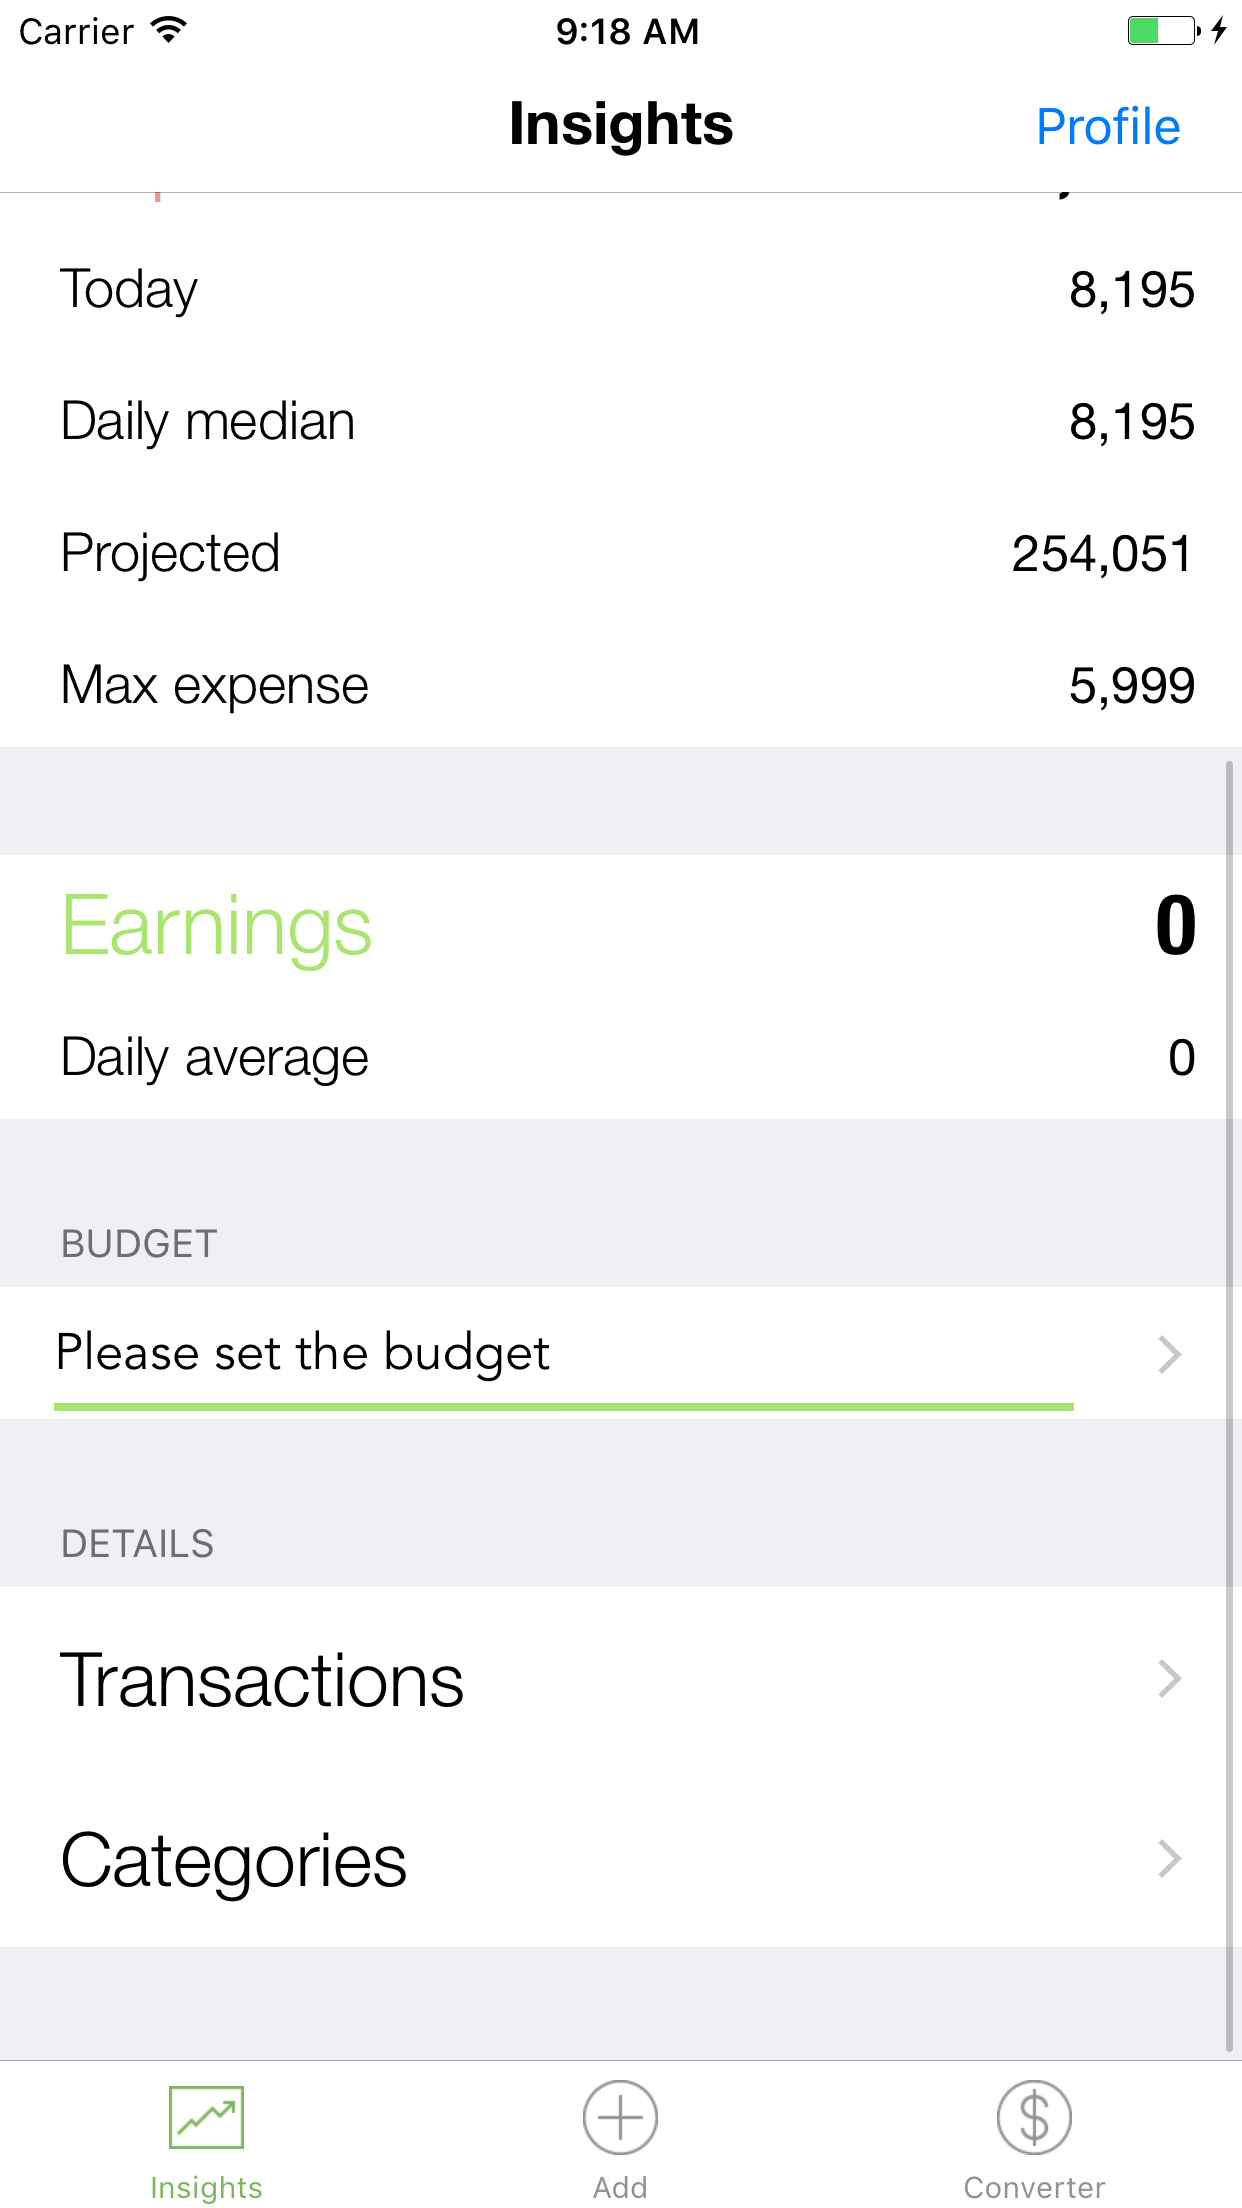 Carrier 9:18 AM
Insights Profile
Today 8,195
Daily median 8,195
Projected 254,051
Max expense 5,999
Earnings 0
Daily average 0
BUDGET
Please set the budget
DETAILS
Transactions
Categories
Insights Add Converter